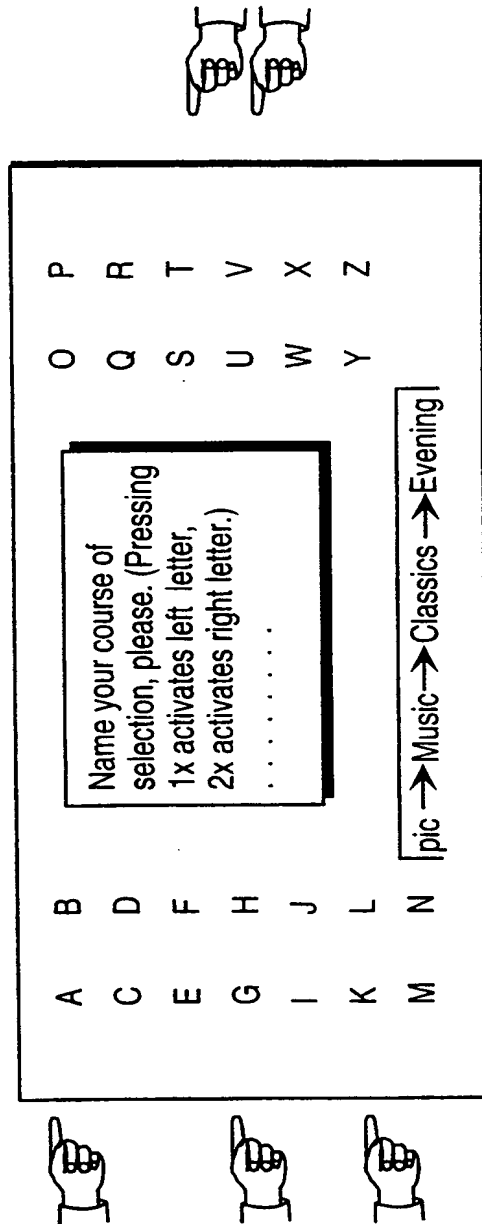 A B
C D
E F
G H
I J
K L
M N
Name your course of
selection, please. (Pressing
1x activates left letter,
2x activates right letter.)
. . . . . . . . .
O P
Q R
S T
U V
W X
Y Z
pic → Music → Classics → Evening